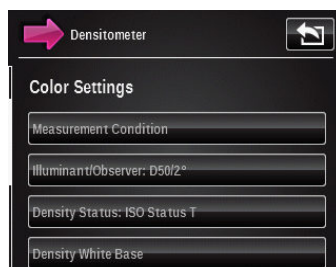 Densitometer
Color Settings
Measurement Condition
Illuminant/Observer: D50/2°
Density Status: ISO Status T
Density White Base